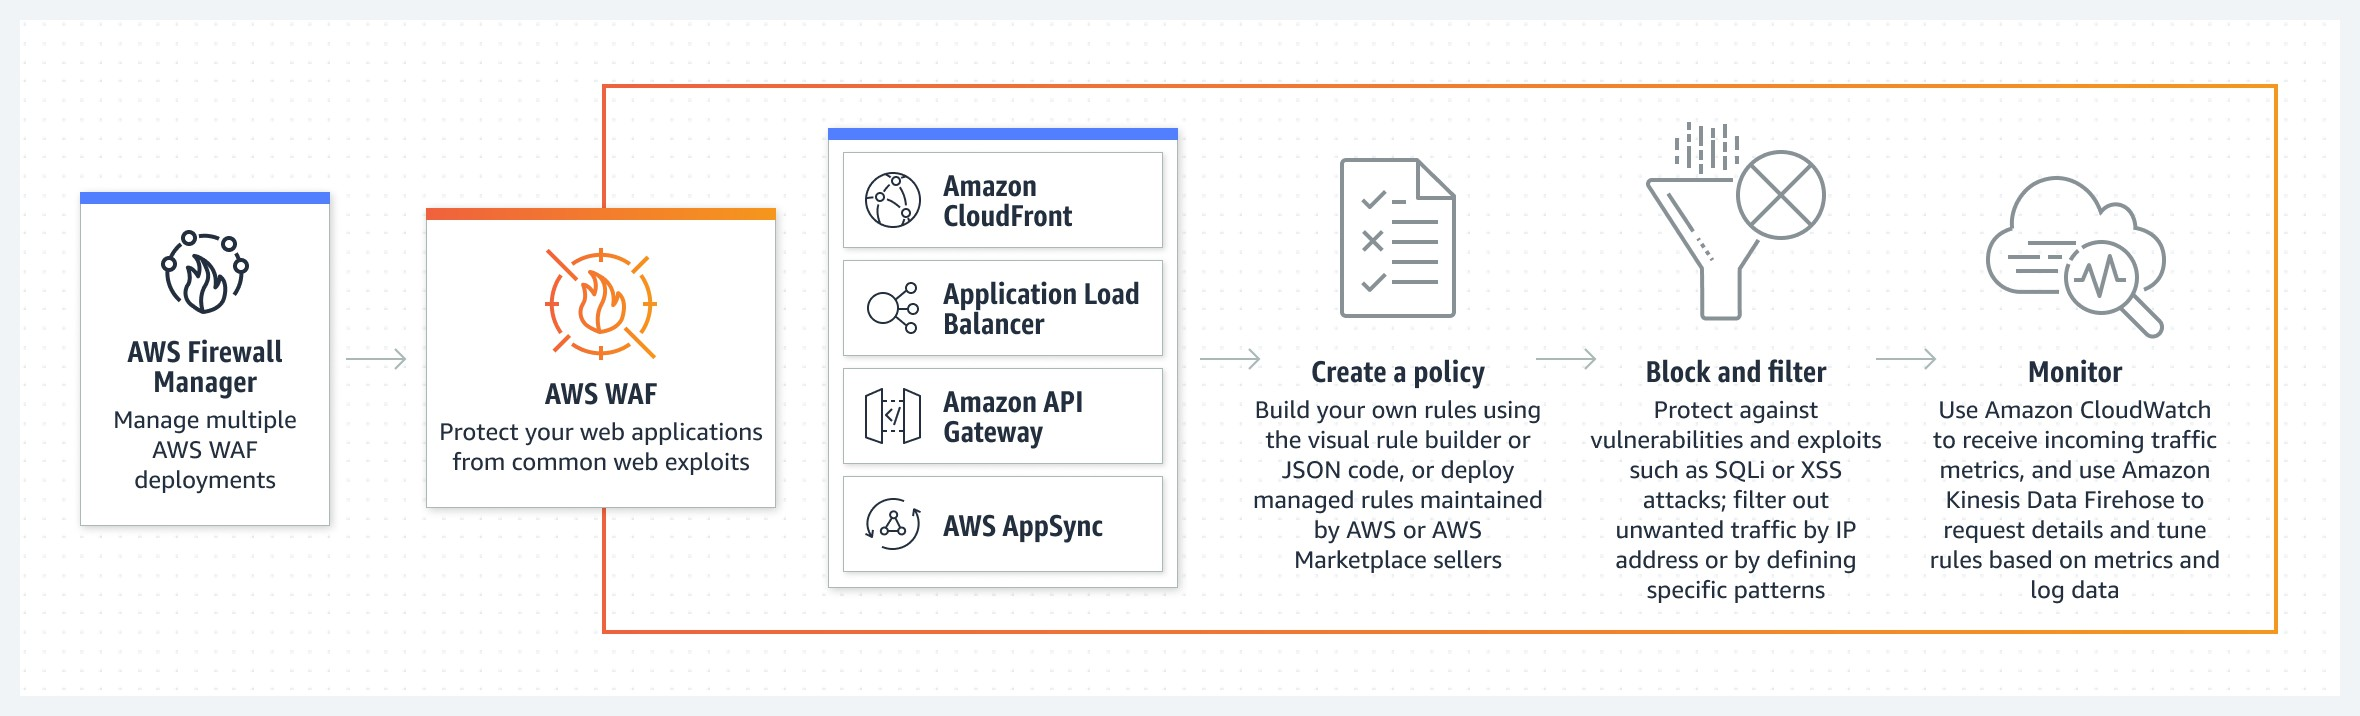 AWS Firewall
Manager
Manage multiple
AWS WAF
deployments
AWS WAF
Protect your web applications
from common web exploits
Amazon
CloudFront
Application Load
Balancer
Amazon API
Gateway
AWS AppSync
Create a policy
Build your own rules using
the visual rule builder or
JSON code, or deploy
managed rules maintained
by AWS or AWS
Marketplace sellers
Block and filter
Protect against
vulnerabilities and exploits
such as SQLi or XSS
attacks; filter out
unwanted traffic by IP
address or by defining
specific patterns
Monitor
Use Amazon CloudWatch
to receive incoming traffic
metrics, and use Amazon
Kinesis Data Firehose to
request details and tune
rules based on metrics and
log data